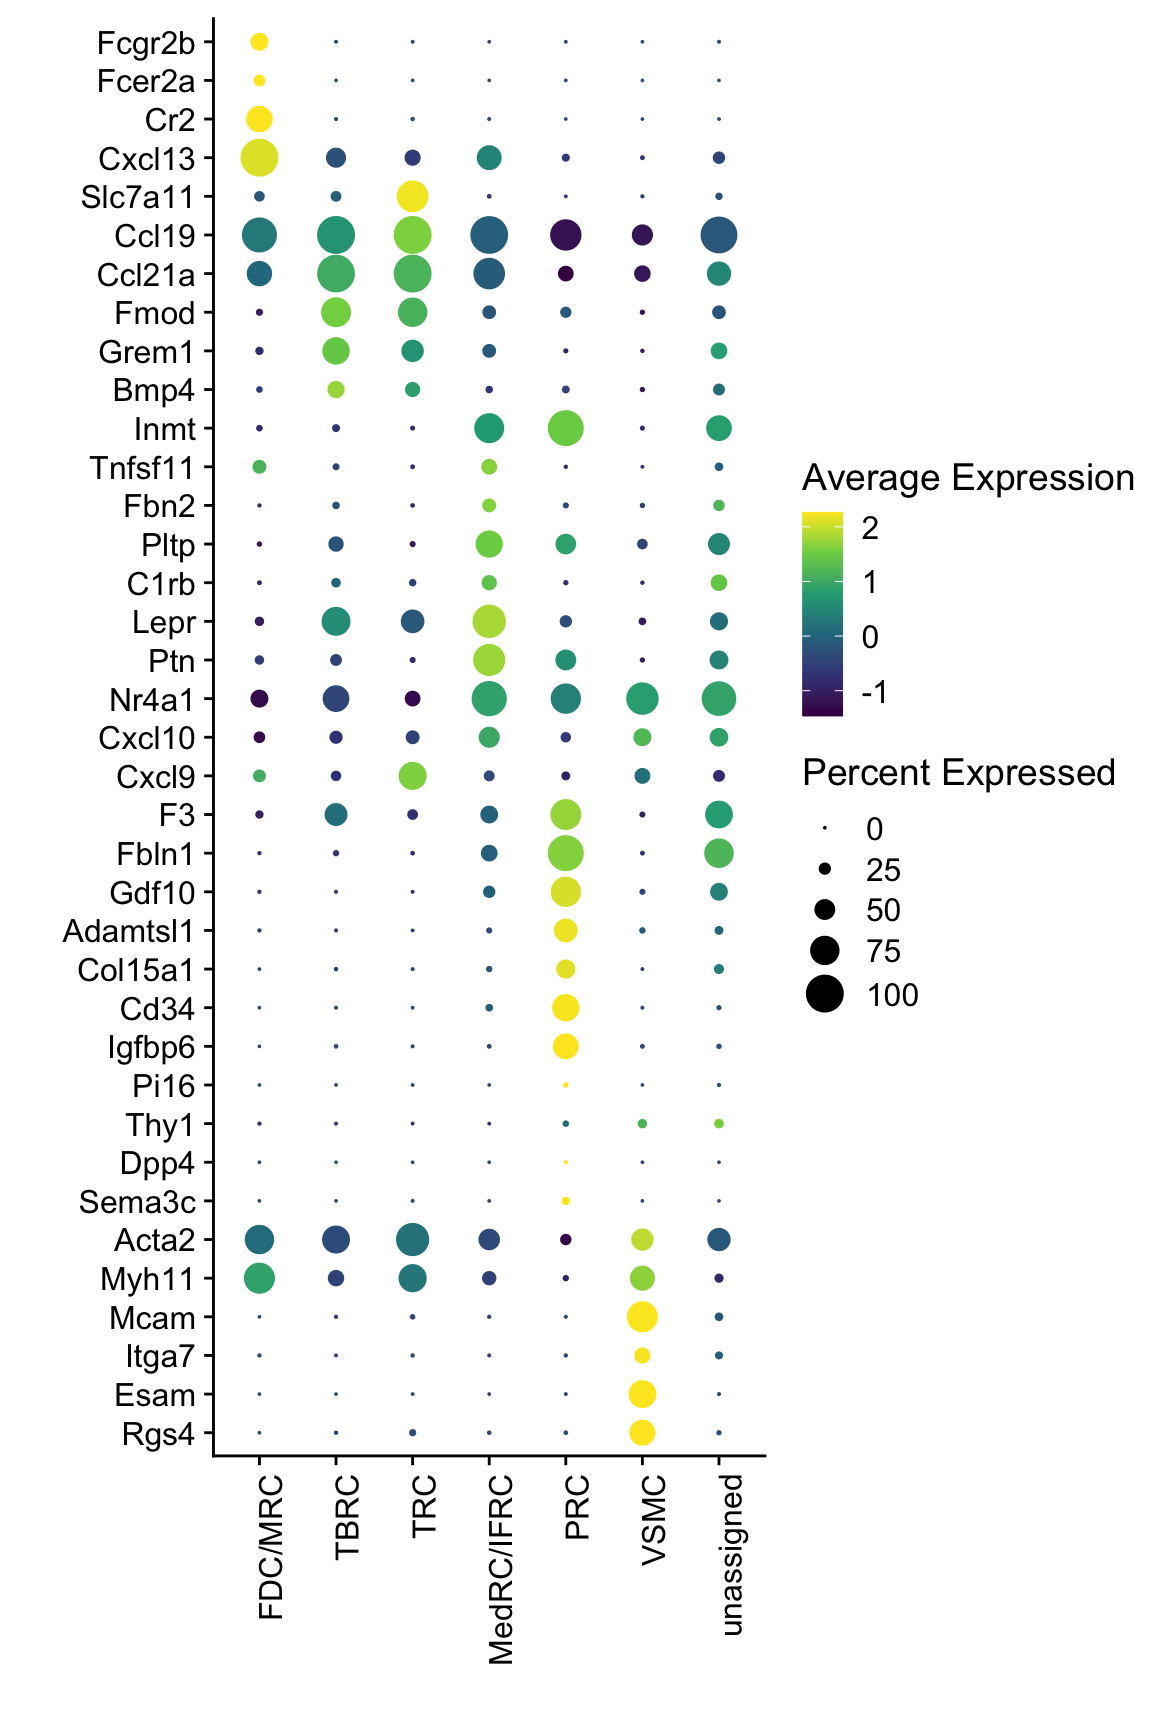 Fcgr2b
Fcer2a
Cr2
Cxcl13
Slc7a11
Ccl19
Ccl21a
Fmod
Grem1
Bmp4
Inmt
Tnfsf11
Fbn2
Pltp
C1rb
Lepr
Ptn
Nr4a1
Cxcl10
Cxcl9
F3
Fbln1
Gdf10
Adamtsl1
Col15a1
Cd34
Igfbp6
Pi16
Thy1
Dpp4
Sema3c
Acta2
Myh11
Mcam
Itga7
Esam
Rgs4
FDC/MRC
TBRC
TRC
MedRC/IFRC
PRC
VSMC
unassigned
Average Expression
2
1
0
-1
Percent Expressed
0
25
50
75
100